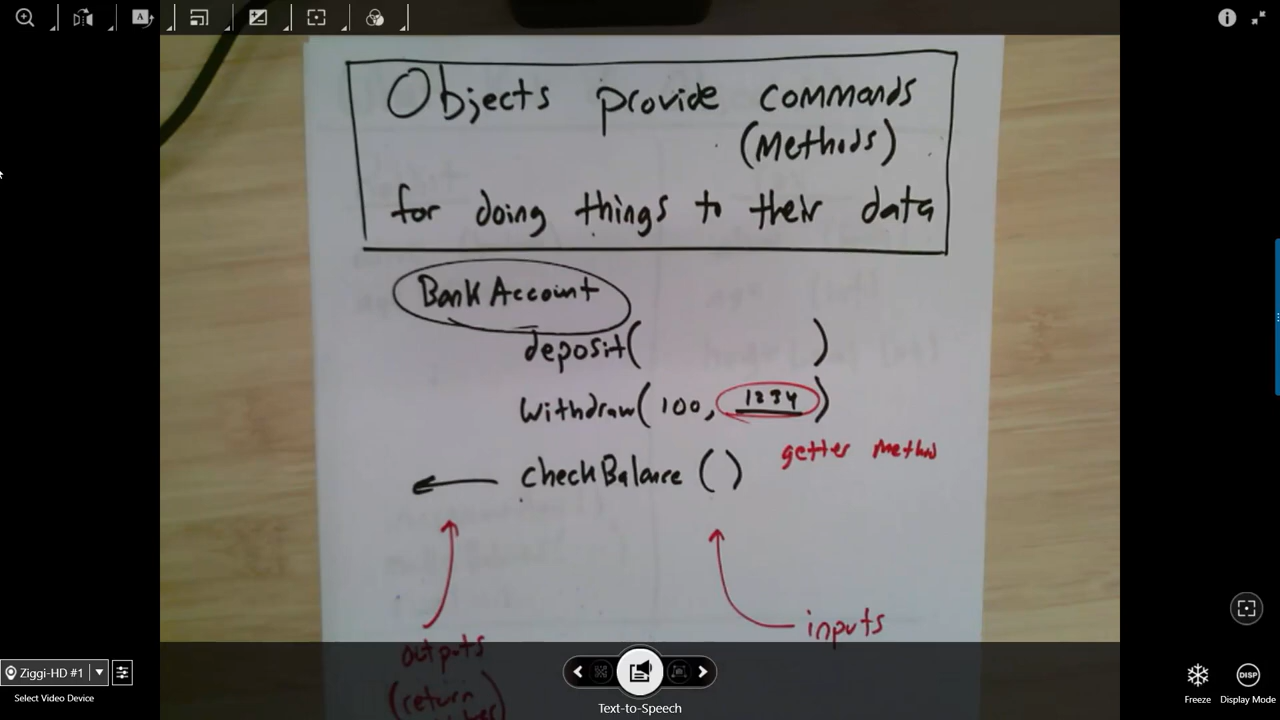 Objects provide commands
(Methods)
for doing things to their data
Bank Account
deposit( )
Withdraw( 100, 1234 )
getter method
checkBalance ()
inputs
outputs
(return
Ziggi-HD #1
Select Video Device
Text-to-Speech
Freeze
DISP
Display Mode